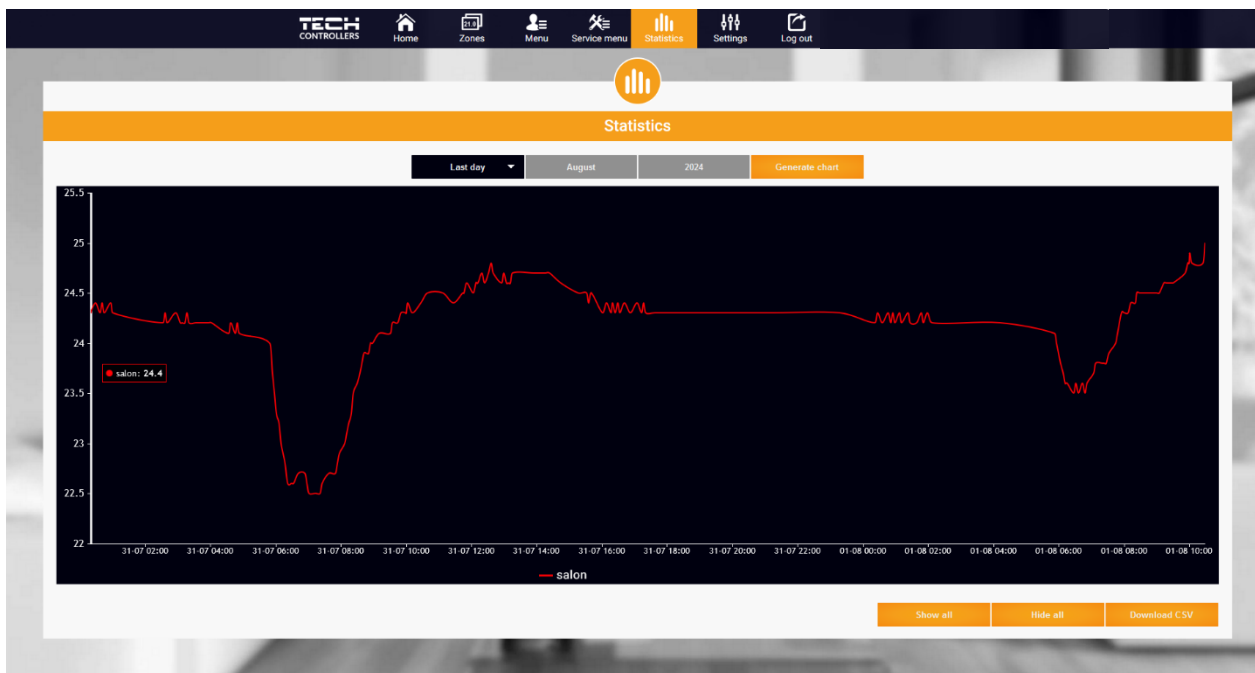 TECH
CONTROLLERS
Home
21.0
Zones
Menu
Service menu
Statistics
Settings
Log out
Statistics
Last day
August
2024
Generate chart
25.5
25
24.5
24
23.5
23
22.5
22
salon: 24.4
31-07 02:00 31-07 04:00 31-07 06:00 31-07 08:00 31-07 10:00 31-07 12:00 31-07 14:00 31-07 16:00 31-07 18:00 31-07 20:00 31-07 22:00 01-08 00:00 01-08 02:00 01-08 04:00 01-08 06:00 01-08 08:00 01-08 10:00
salon
Show all
Hide all
Download CSV